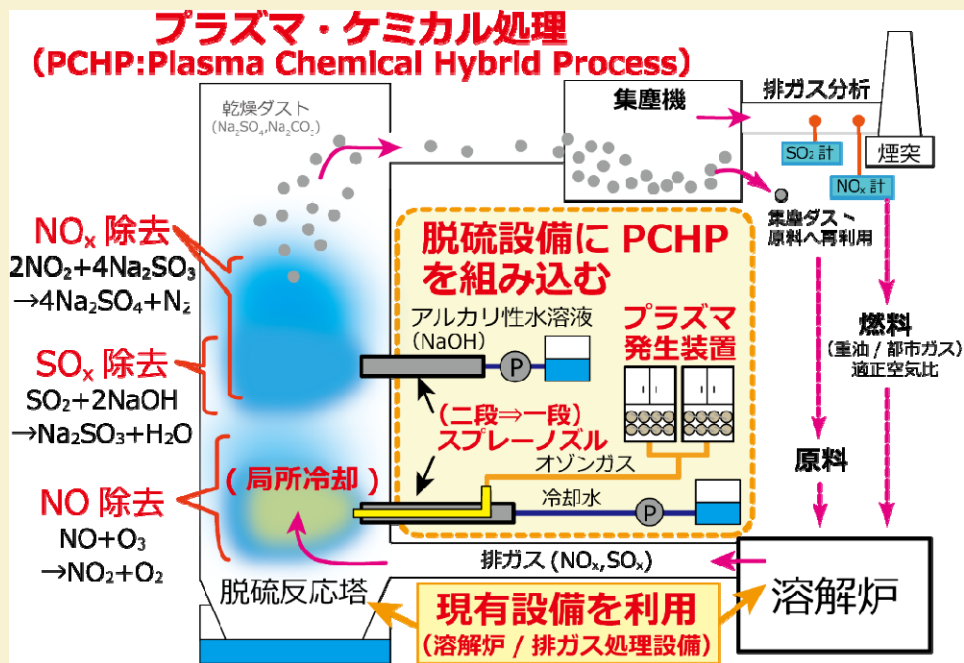 プラズマ・ケミカル処理
(PCHP:Plasma Chemical Hybrid Process)
乾燥ダスト
(Na₂SO₄,Na₂CO₃)
集塵機
排ガス分析
SO₂計
煙突
NOₓ計
集塵ダスト
原料へ再利用
NOₓ 除去
2NO₂+4Na₂SO₃
→4Na₂SO₄+N₂
脱硫設備に PCHP
を組み込む
アルカリ性水溶液
(NaOH)
P
プラズマ
発生装置
燃料
(重油 / 都市ガス)
適正空気比
SOₓ 除去
SO₂+2NaOH
→Na₂SO₃+H₂O
(二段⇒一段)
スプレーノズル
オゾンガス
原料
(局所冷却)
冷却水
P
NO 除去
NO+O₃
→NO₂+O₂
排ガス (NOₓ,SOₓ)
脱硫反応塔
現有設備を利用
(溶解炉 / 排ガス処理設備)
溶解炉